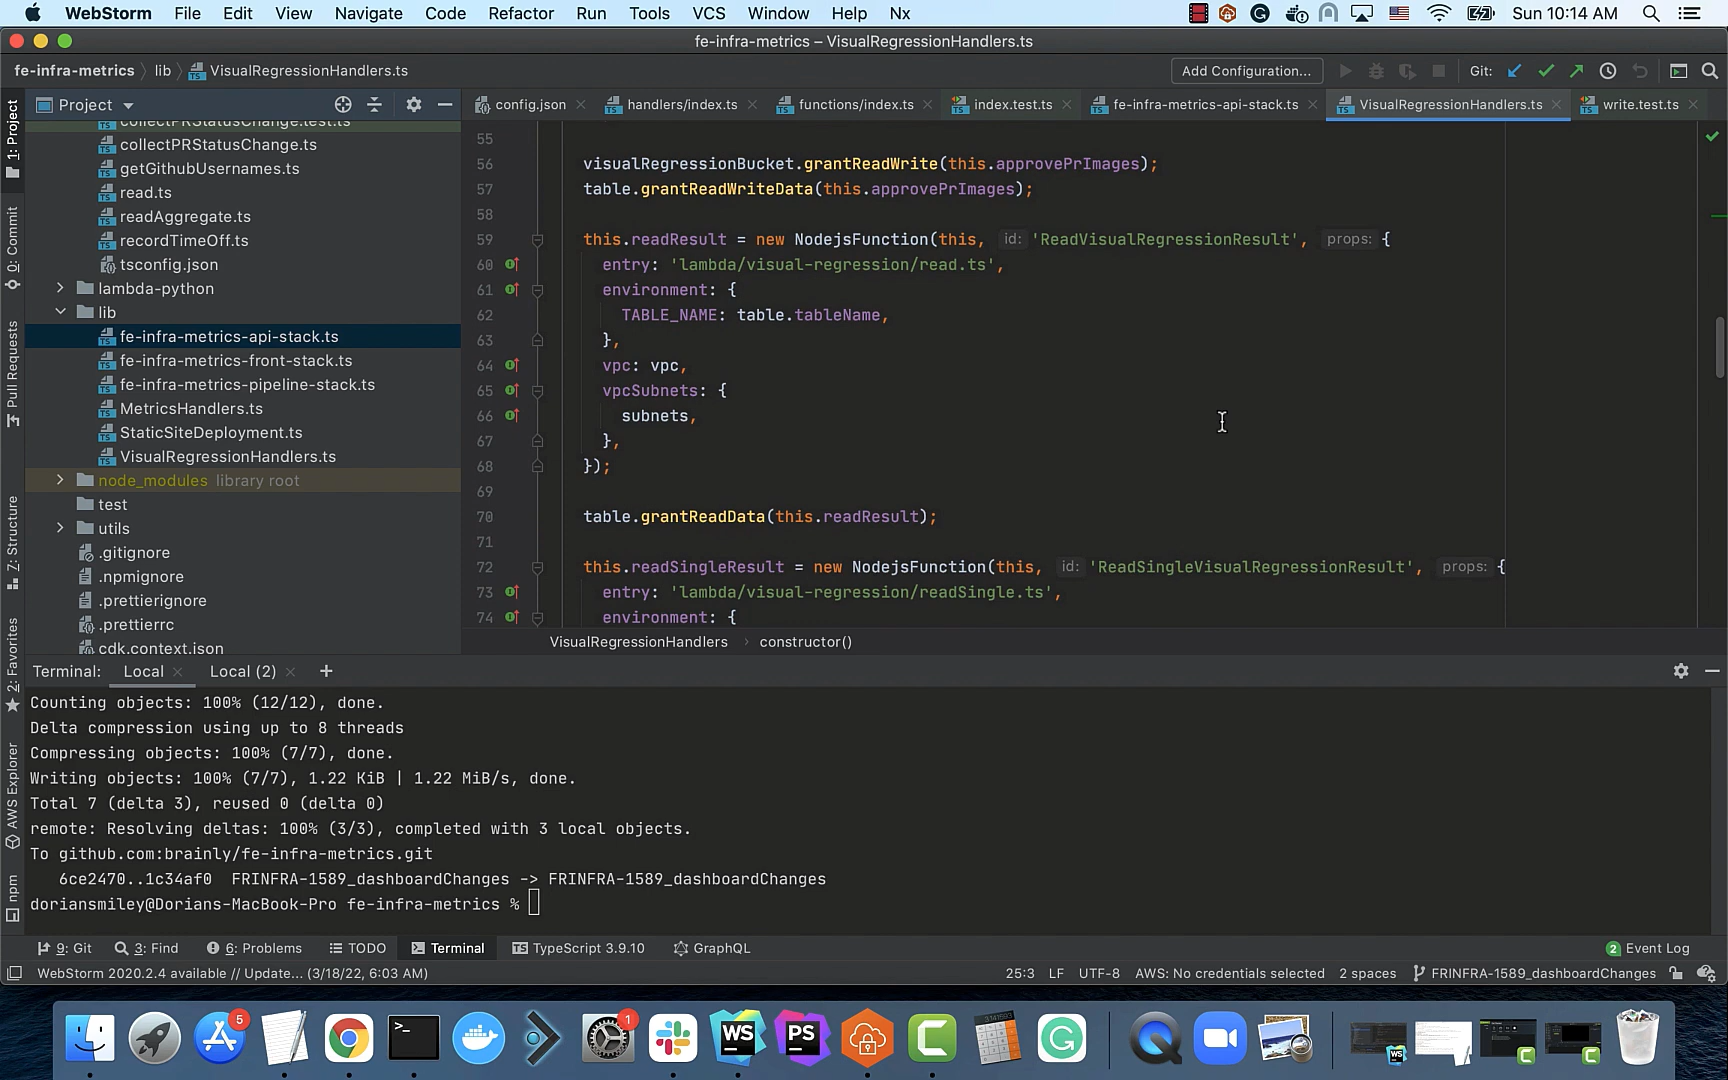 WebStorm File Edit View Navigate Code Refactor Run Tools VCS Window Help Nx Sun 10:14 AM
fe-infra-metrics – VisualRegressionHandlers.ts
fe-infra-metrics lib VisualRegressionHandlers.ts Add Configuration... Git:
Project config.json handlers/index.ts functions/index.ts index.test.ts fe-infra-metrics-api-stack.ts VisualRegressionHandlers.ts write.test.ts
collectPRStatusChange.test.ts
collectPRStatusChange.ts
getGithubUsernames.ts
read.ts
readAggregate.ts
recordTimeOff.ts
tsconfig.json
lambda-python
lib
fe-infra-metrics-api-stack.ts
fe-infra-metrics-front-stack.ts
fe-infra-metrics-pipeline-stack.ts
MetricsHandlers.ts
StaticSiteDeployment.ts
VisualRegressionHandlers.ts
node_modules library root
test
utils
.gitignore
.npmignore
.prettierignore
.prettierrc
cdk.context.json
1: Project
0: Commit
Pull Requests
7: Structure
2: Favorites
AWS Explorer
npm
55
56 visualRegressionBucket.grantReadWrite(this.approvePrImages);
57 table.grantReadWriteData(this.approvePrImages);
58
59 this.readResult = new NodejsFunction(this, id: 'ReadVisualRegressionResult', props: {
60 entry: 'lambda/visual-regression/read.ts',
61 environment: {
62 TABLE_NAME: table.tableName,
63 },
64 vpc: vpc,
65 vpcSubnets: {
66 subnets,
67 },
68 });
69
70 table.grantReadData(this.readResult);
71
72 this.readSingleResult = new NodejsFunction(this, id: 'ReadSingleVisualRegressionResult', props: {
73 entry: 'lambda/visual-regression/readSingle.ts',
74 environment: {
VisualRegressionHandlers constructor()
Terminal: Local Local (2) +
Counting objects: 100% (12/12), done.
Delta compression using up to 8 threads
Compressing objects: 100% (7/7), done.
Writing objects: 100% (7/7), 1.22 KiB | 1.22 MiB/s, done.
Total 7 (delta 3), reused 0 (delta 0)
remote: Resolving deltas: 100% (3/3), completed with 3 local objects.
To github.com:brainly/fe-infra-metrics.git
6ce2470..1c34af0 FRINFRA-1589_dashboardChanges -> FRINFRA-1589_dashboardChanges
doriansmiley@Dorians-MacBook-Pro fe-infra-metrics %
9: Git 3: Find 6: Problems TODO Terminal TypeScript 3.9.10 GraphQL 2 Event Log
WebStorm 2020.2.4 available // Update... (3/18/22, 6:03 AM) 25:3 LF UTF-8 AWS: No credentials selected 2 spaces FRINFRA-1589_dashboardChanges
5 >_ 1 WS PS